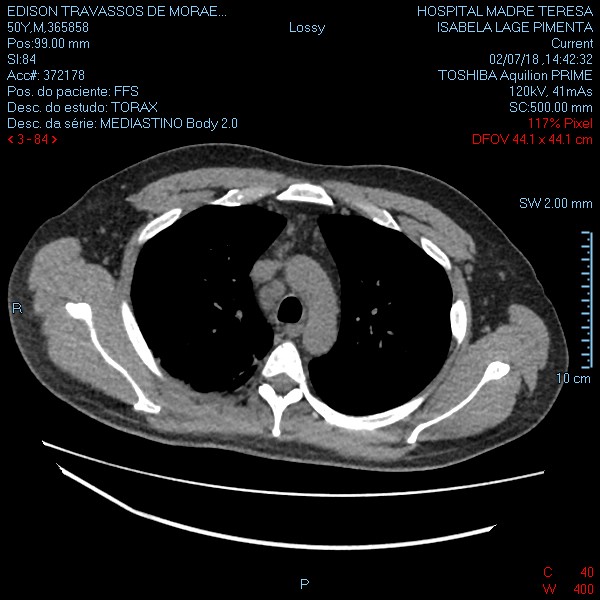 EDISON TRAVASSOS DE MORAE...
50Y,M,365858
Pos:99.00 mm
SI:84
Acc#: 372178
Pos. do paciente: FFS
Desc. do estudo: TORAX
Desc. da série: MEDIASTINO Body 2.0
< 3 - 84 >
Lossy
HOSPITAL MADRE TERESA
ISABELA LAGE PIMENTA
Current
02/07/18 ,14:42:32
TOSHIBA Aquilion PRIME
120kV, 41mAs
SC:500.00 mm
117% Pixel
DFOV 44.1 x 44.1 cm
SW 2.00 mm
R
10 cm
P
C 40
W 400